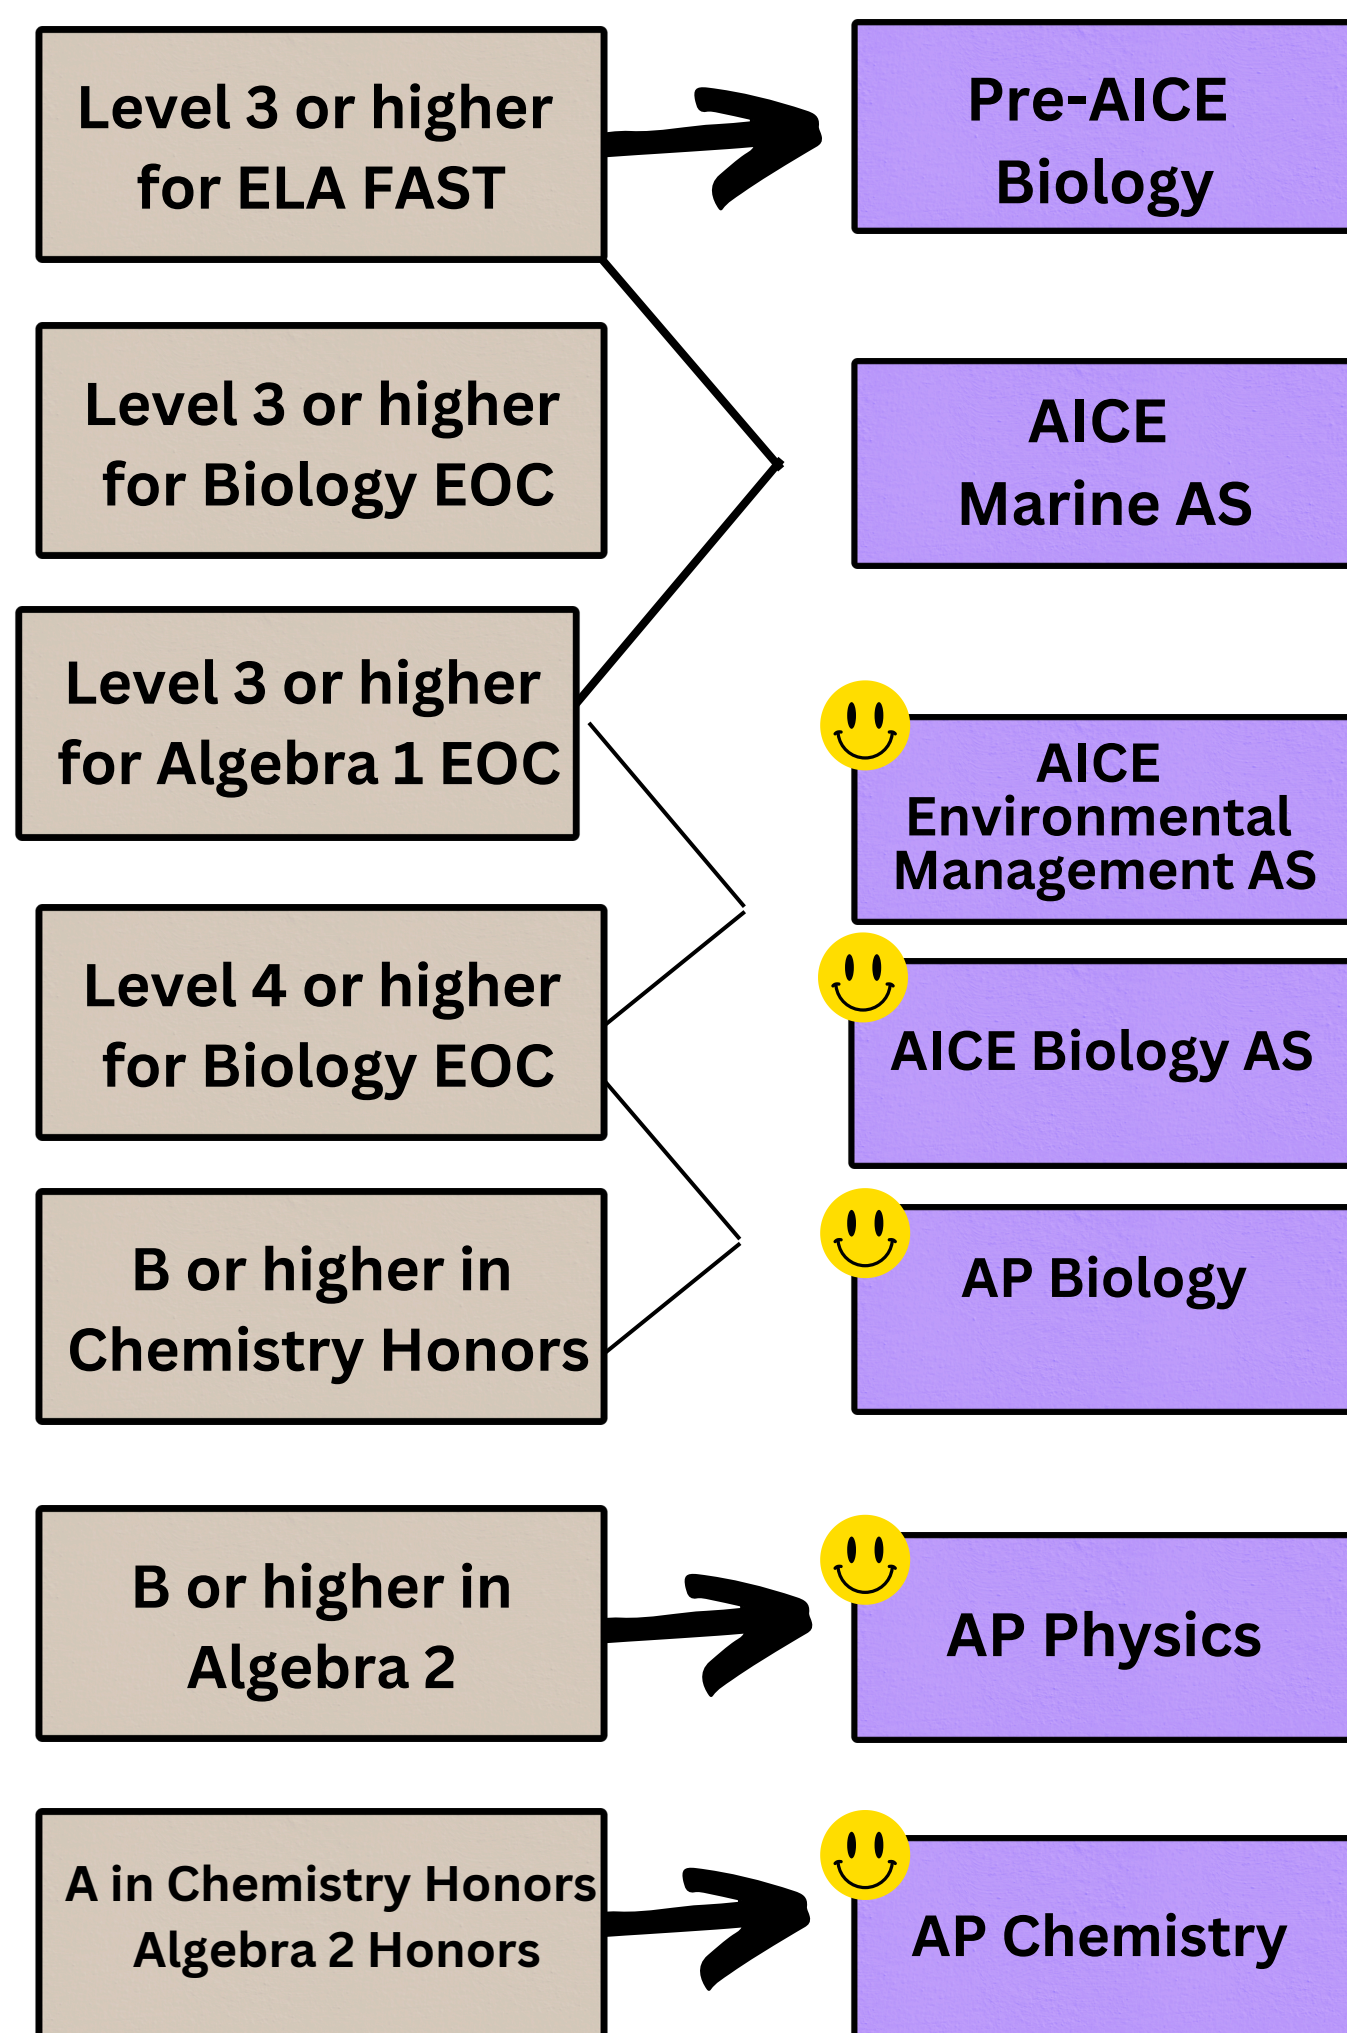 Level 3 or higher
for ELA FAST
Pre-AICE
Biology
Level 3 or higher
for Biology EOC
AICE
Marine AS
Level 3 or higher
for Algebra 1 EOC
AICE
Environmental
Management AS
Level 4 or higher
for Biology EOC
AICE Biology AS
B or higher in
Chemistry Honors
AP Biology
B or higher in
Algebra 2
AP Physics
A in Chemistry Honors
Algebra 2 Honors
AP Chemistry